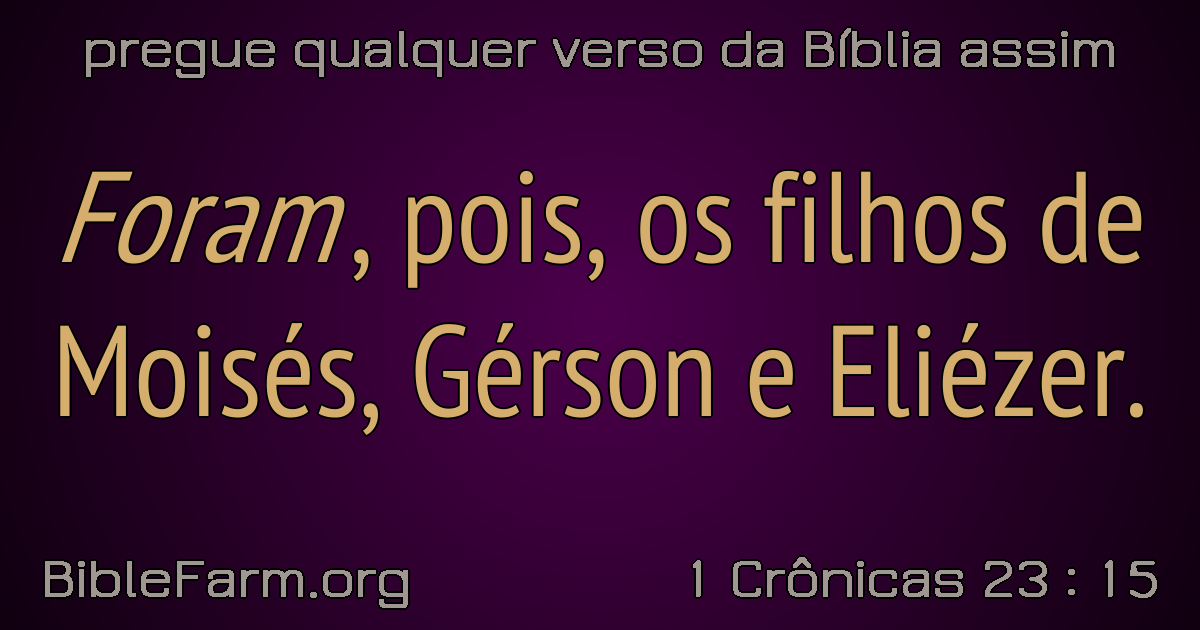 pregue qualquer verso da Bíblia assim
Foram, pois, os filhos de
Moisés, Gérson e Eliézer.
BibleFarm.org
1 Crônicas 23 : 15